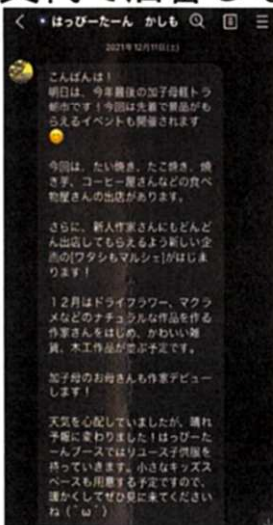 はっぴーたーん かしも
2021年12月11日(土)
こんばんは！
明日は、今年最後の加子母軽トラ
朝市です！今回は先着で景品がも
らえるイベントも開催されます
今回は、たい焼き、たこ焼き、焼
き芋、コーヒー屋さんなどの食べ
物屋さんの出店があります。
さらに、新人作家さんにもどんど
ん出店してもらえるよう新しい企
画の[ワタシもマルシェ]がはじま
ります！
１２月はドライフラワー、マクラ
メなどのナチュラルな作品を作る
作家さんをはじめ、かわいい雑
貨、木工作品が並ぶ予定です。
加子母のお母さんも作家デビュー
します！
天気を心配していましたが、晴れ
予報に変わりました！はっぴーた
ーんブースではリユース子供服を
持っていきます。小さなキッズス
ペースも用意する予定ですので、
暖かくしてぜひ見に来てください
ね(´ω`)